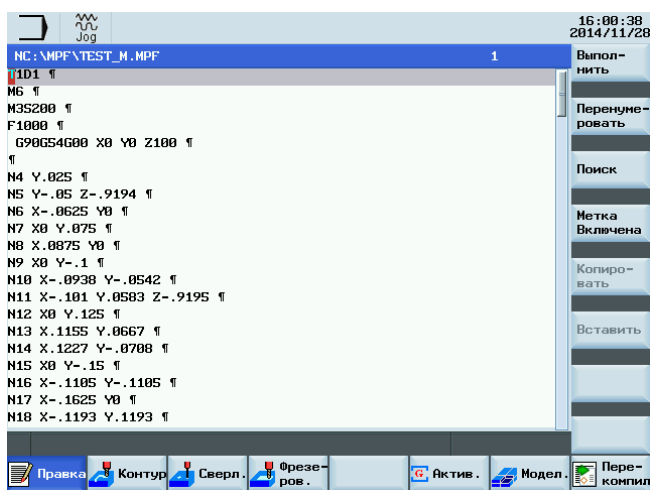 Jog
16:00:38
2014/11/28
NC:\MPF\TEST_M.MPF 1
T1D1 ¶
M6 ¶
M3S200 ¶
F1000 ¶
G90G54G00 X0 Y0 Z100 ¶
¶
N4 Y.025 ¶
N5 Y-.05 Z-.9194 ¶
N6 X-.0625 Y0 ¶
N7 X0 Y.075 ¶
N8 X.0875 Y0 ¶
N9 X0 Y-.1 ¶
N10 X-.0938 Y-.0542 ¶
N11 X-.101 Y.0583 Z-.9195 ¶
N12 X0 Y.125 ¶
N13 X.1155 Y.0667 ¶
N14 X.1227 Y-.0708 ¶
N15 X0 Y-.15 ¶
N16 X-.1105 Y-.1105 ¶
N17 X-.1625 Y0 ¶
N18 X-.1193 Y.1193 ¶
Выпол-
нить
Перенуме-
ровать
Поиск
Метка
Включена
Копиро-
вать
Вставить
Правка
Контур
Сверл.
Фрезе-
ров.
G Актив.
Модел.
Пере-
компил